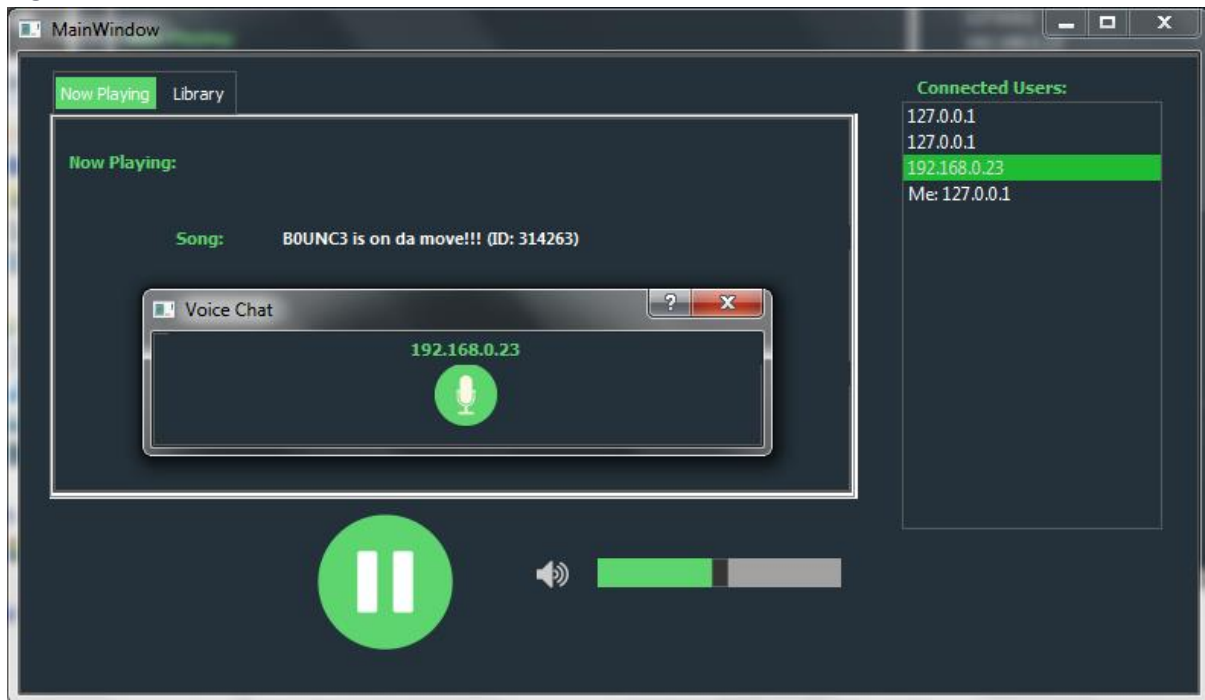 MainWindow
Now Playing
Library
Now Playing:
Song:
B0UNC3 is on da move!!! (ID: 314263)
Voice Chat
192.168.0.23
Connected Users:
127.0.0.1
127.0.0.1
192.168.0.23
Me: 127.0.0.1